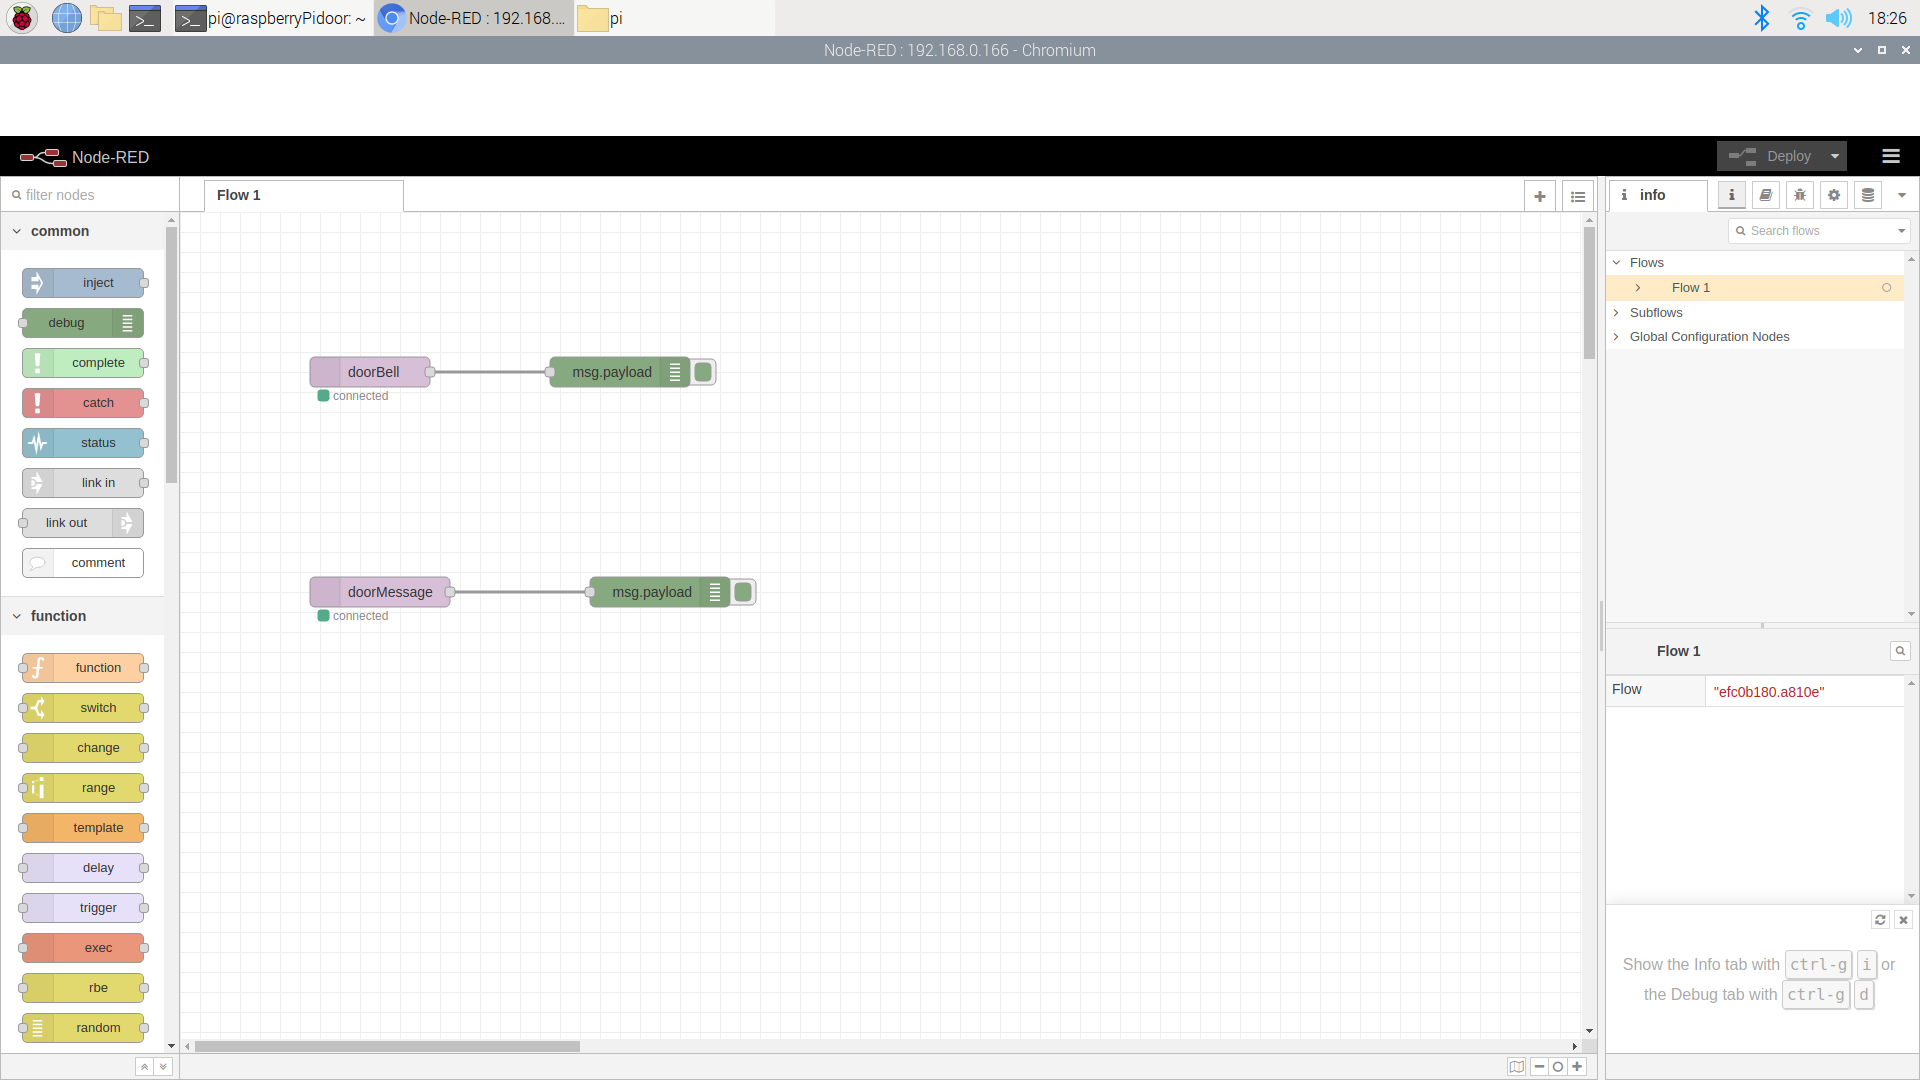 pi@raspberryPidoor: ~
Node-RED : 192.168....
pi
18:26
Node-RED : 192.168.0.166 - Chromium
Node-RED
Deploy
filter nodes
Flow 1
info
Search flows
common
inject
debug
complete
catch
status
link in
link out
comment
function
function
switch
change
range
template
delay
trigger
exec
rbe
random
doorBell
msg.payload
connected
doorMessage
msg.payload
connected
Flows
Flow 1
Subflows
Global Configuration Nodes
Flow 1
Flow
"efc0b180.a810e"
Show the Info tab with ctrl-g i or
the Debug tab with ctrl-g d